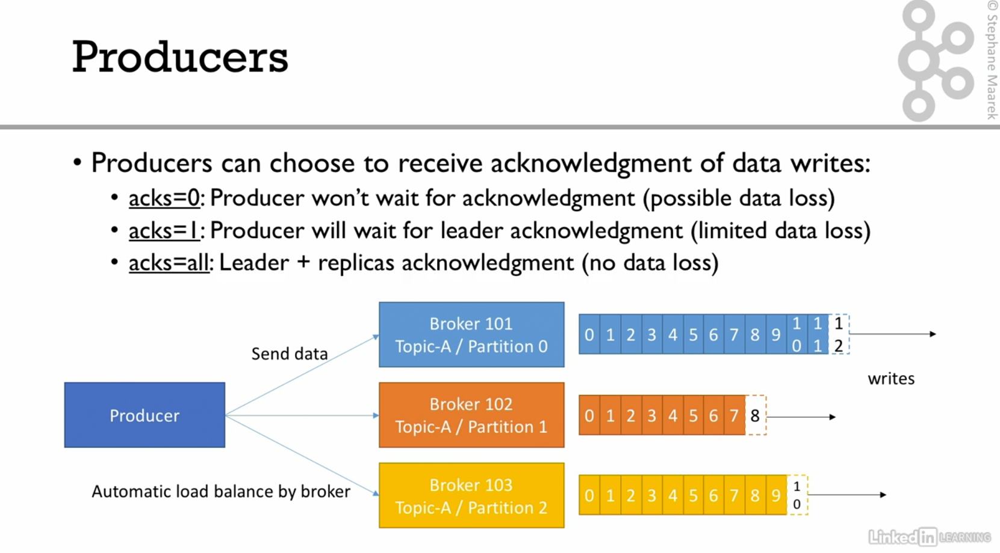 © Stephane Maarek
Producers
• Producers can choose to receive acknowledgment of data writes:
• acks=0: Producer won't wait for acknowledgment (possible data loss)
• acks=1: Producer will wait for leader acknowledgment (limited data loss)
• acks=all: Leader + replicas acknowledgment (no data loss)
Broker 101
Topic-A / Partition 0
0 1 2 3 4 5 6 7 8 9 10 11 12
Send data
writes
Producer
Broker 102
Topic-A / Partition 1
0 1 2 3 4 5 6 7 8
Automatic load balance by broker
Broker 103
Topic-A / Partition 2
0 1 2 3 4 5 6 7 8 9 10
LinkedIn LEARNING